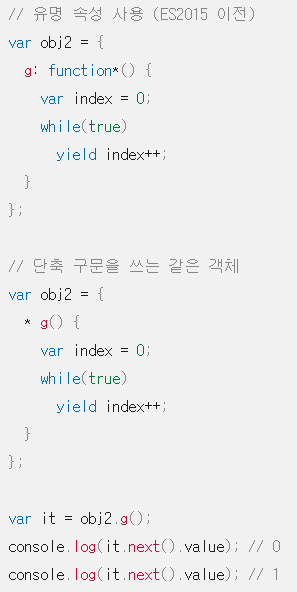 // 유명 속성 사용 (ES2015 이전)
var obj2 = {
  g: function*() {
    var index = 0;
    while(true)
      yield index++;
  }
};

// 단축 구문을 쓰는 같은 객체
var obj2 = {
  * g() {
    var index = 0;
    while(true)
      yield index++;
  }
};

var it = obj2.g();
console.log(it.next().value); // 0
console.log(it.next().value); // 1